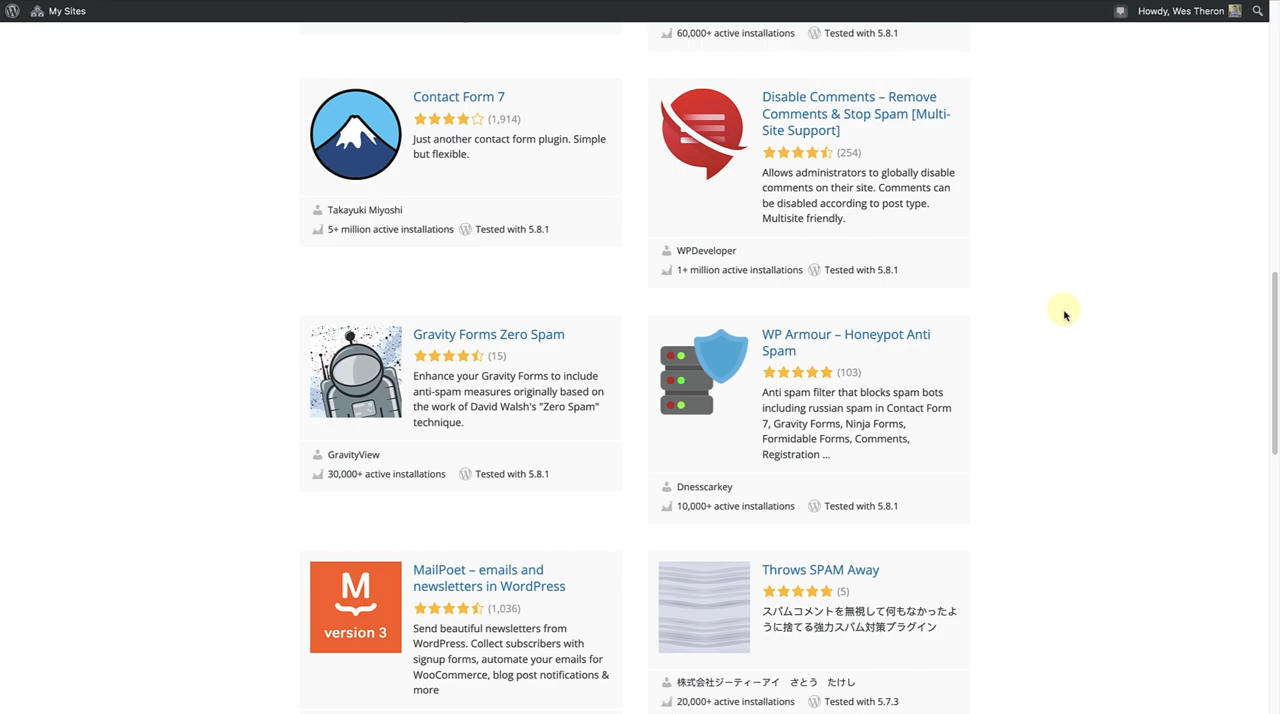 My Sites
Howdy, Wes Theron
60,000+ active installations
Tested with 5.8.1
Contact Form 7
(1,914)
Just another contact form plugin. Simple
but flexible.
Takayuki Miyoshi
5+ million active installations
Tested with 5.8.1
Disable Comments – Remove
Comments & Stop Spam [Multi-
Site Support]
(254)
Allows administrators to globally disable
comments on their site. Comments can
be disabled according to post type.
Multisite friendly.
WPDeveloper
1+ million active installations
Tested with 5.8.1
Gravity Forms Zero Spam
(15)
Enhance your Gravity Forms to include
anti-spam measures originally based on
the work of David Walsh's "Zero Spam"
technique.
GravityView
30,000+ active installations
Tested with 5.8.1
WP Armour – Honeypot Anti
Spam
(103)
Anti spam filter that blocks spam bots
including russian spam in Contact Form
7, Gravity Forms, Ninja Forms,
Formidable Forms, Comments,
Registration ...
Dnesscarkey
10,000+ active installations
Tested with 5.8.1
M
version 3
MailPoet – emails and
newsletters in WordPress
(1,036)
Send beautiful newsletters from
WordPress. Collect subscribers with
signup forms, automate your emails for
WooCommerce, blog post notifications &
more
Throws SPAM Away
(5)
スパムコメントを無視して何もなかったよ
うに捨てる強力スパム対策プラグイン
株式会社ジーティーアイ　さとう　たけし
20,000+ active installations
Tested with 5.7.3